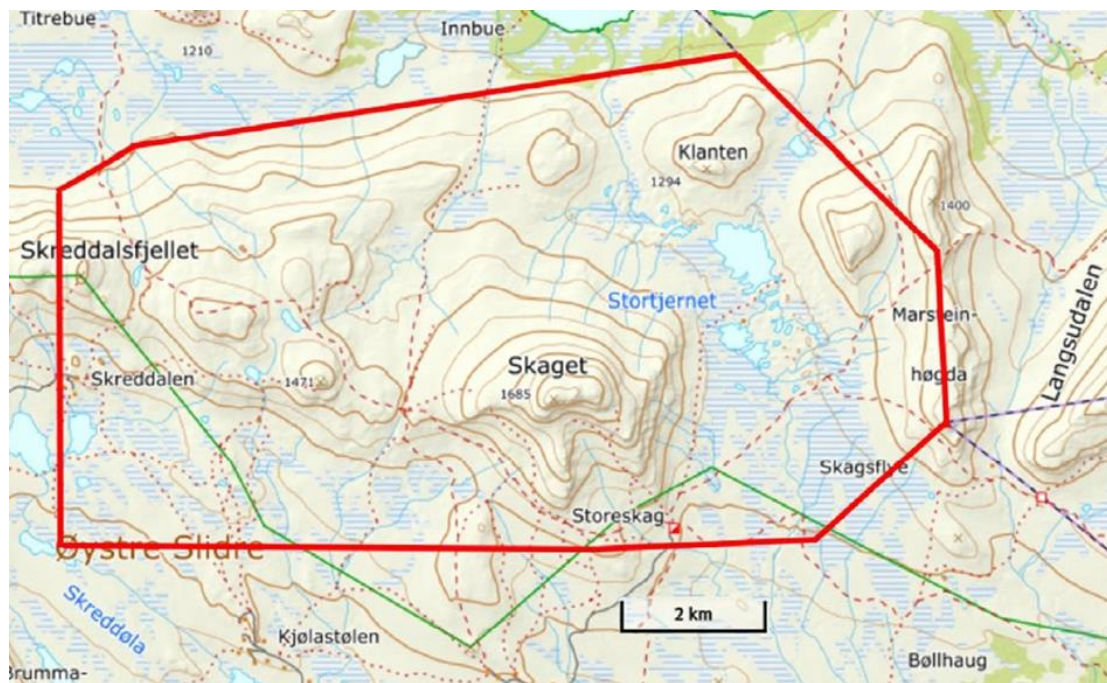 Titrebue
Innbue
1210
Klanten
1294
1400
Skreddalsfjellet
Stortjernet
Marstein-
høgda
Langsudalen
Skaget
Skreddalen
1471
1685
Skagsflye
Storeskag
Øystre Slidre
2 km
Skreddøla
Kjølastølen
Bøllhaug
Brumma-